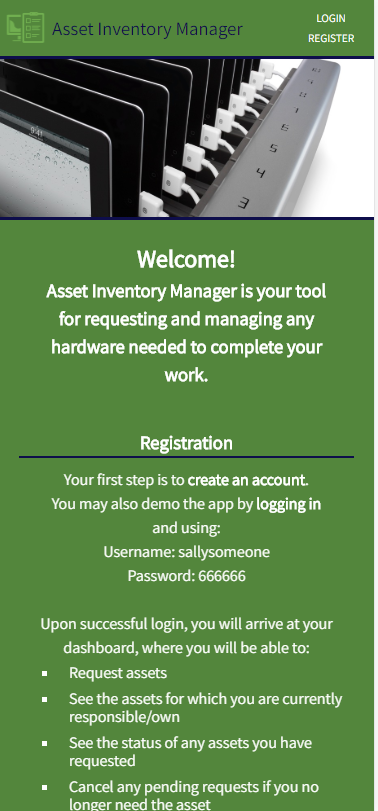 Asset Inventory Manager
LOGIN
REGISTER
9:41
6
5
4
3
Welcome!
Asset Inventory Manager is your tool
for requesting and managing any
hardware needed to complete your
work.
Registration
Your first step is to create an account.
You may also demo the app by logging in
and using:
Username: sallysomeone
Password: 666666
Upon successful login, you will arrive at your
dashboard, where you will be able to:
Request assets
See the assets for which you are currently
responsible/own
See the status of any assets you have
requested
Cancel any pending requests if you no
longer need the asset